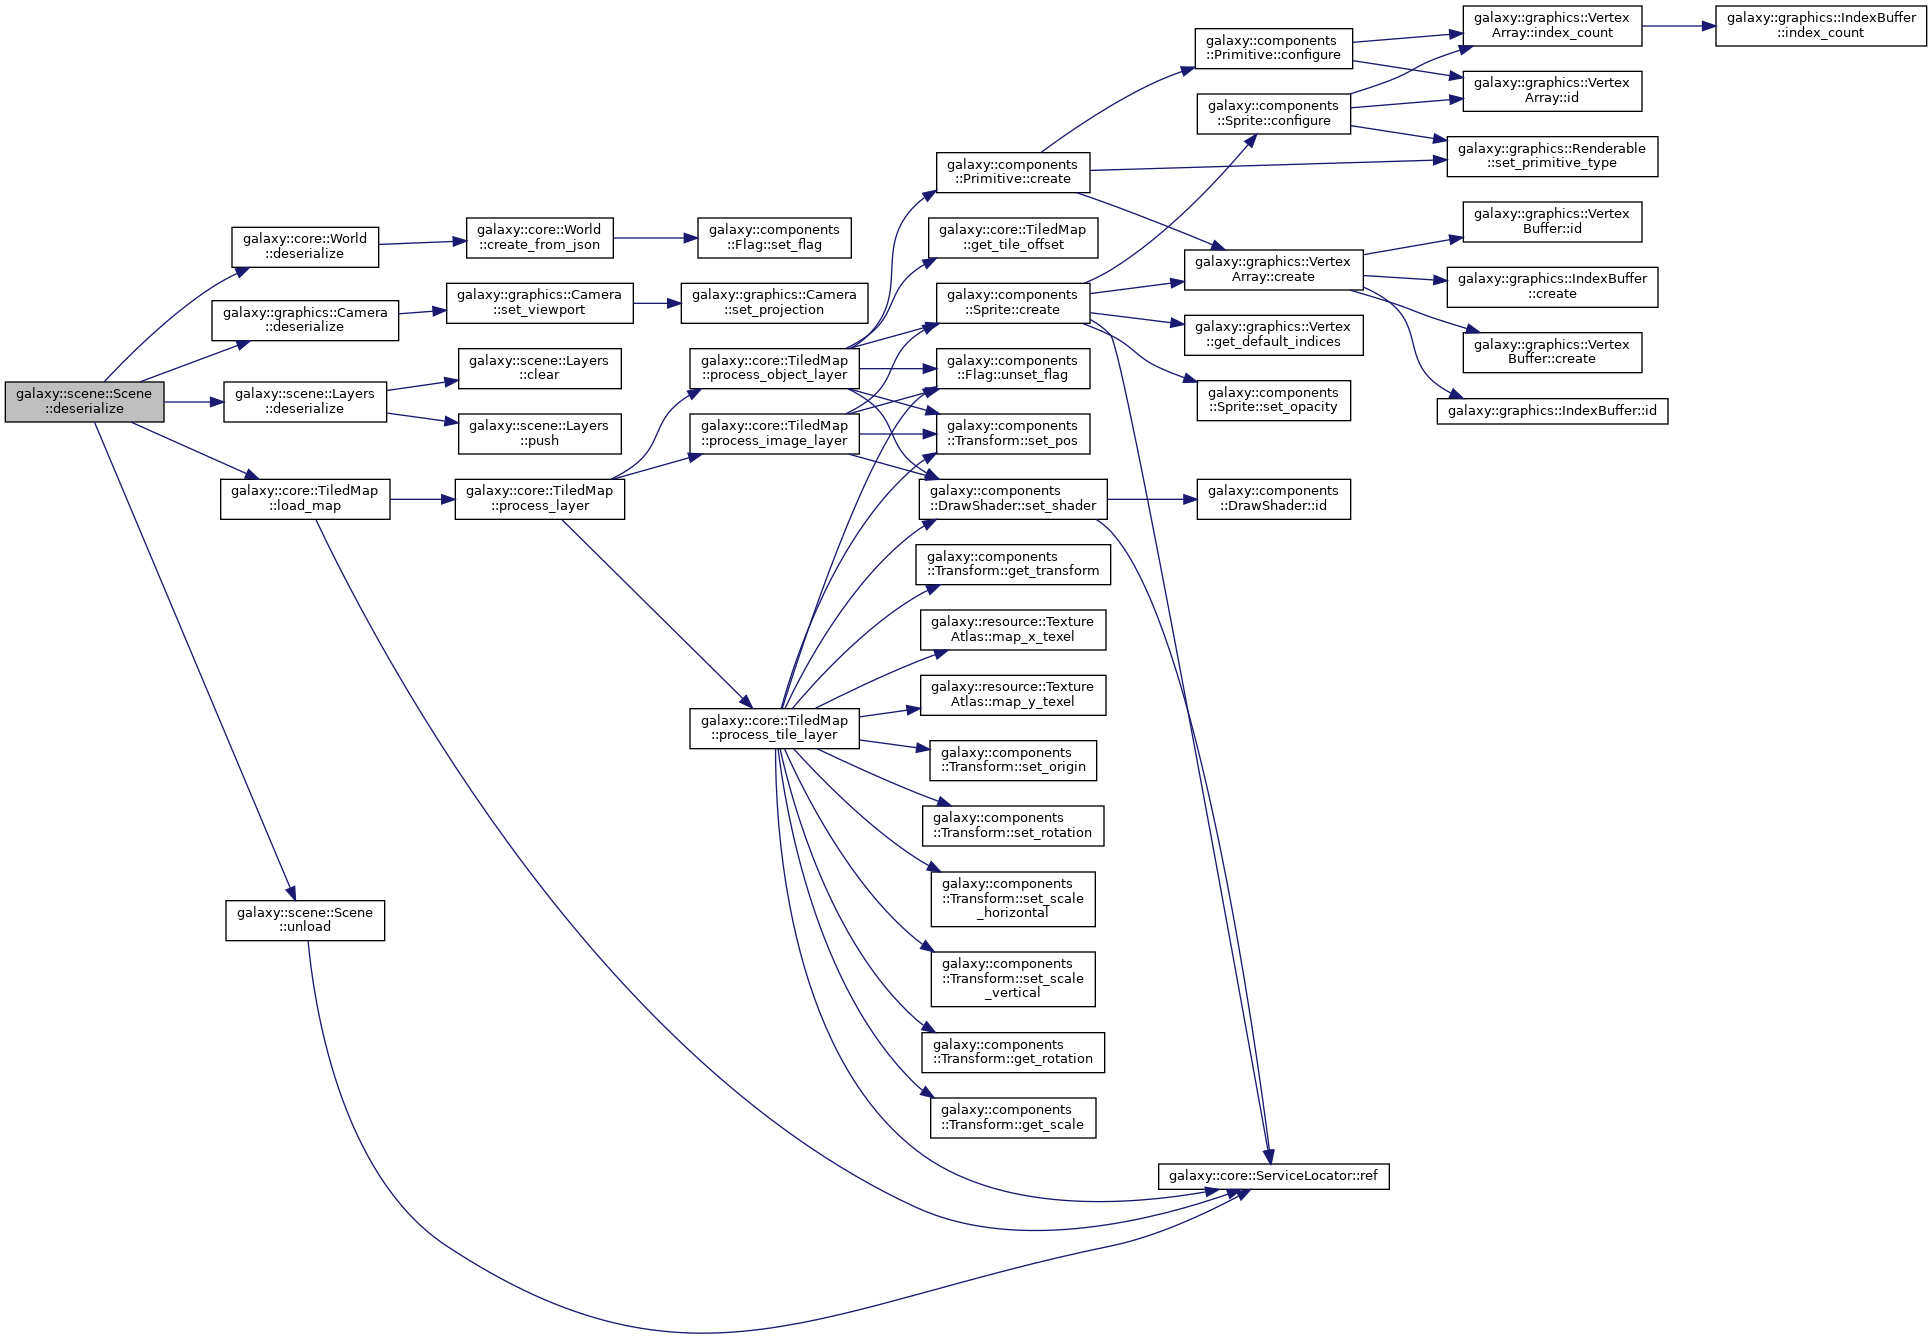 galaxy::scene::Scene
::deserialize
galaxy::core::World
::deserialize
galaxy::graphics::Camera
::deserialize
galaxy::scene::Layers
::deserialize
galaxy::core::TiledMap
::load_map
galaxy::scene::Scene
::unload
galaxy::core::World
::create_from_json
galaxy::graphics::Camera
::set_viewport
galaxy::scene::Layers
::clear
galaxy::scene::Layers
::push
galaxy::core::TiledMap
::process_layer
galaxy::components
::Flag::set_flag
galaxy::graphics::Camera
::set_projection
galaxy::core::TiledMap
::process_object_layer
galaxy::core::TiledMap
::process_image_layer
galaxy::core::TiledMap
::process_tile_layer
galaxy::components
::Primitive::create
galaxy::core::TiledMap
::get_tile_offset
galaxy::components
::Sprite::create
galaxy::components
::Flag::unset_flag
galaxy::components
::Transform::set_pos
galaxy::components
::DrawShader::set_shader
galaxy::components
::Transform::get_transform
galaxy::resource::Texture
Atlas::map_x_texel
galaxy::resource::Texture
Atlas::map_y_texel
galaxy::components
::Transform::set_origin
galaxy::components
::Transform::set_rotation
galaxy::components
::Transform::set_scale
_horizontal
galaxy::components
::Transform::set_scale
_vertical
galaxy::components
::Transform::get_rotation
galaxy::components
::Transform::get_scale
galaxy::components
::Primitive::configure
galaxy::components
::Sprite::configure
galaxy::graphics::Vertex
Array::create
galaxy::graphics::Vertex
::get_default_indices
galaxy::components
::Sprite::set_opacity
galaxy::components
::DrawShader::id
galaxy::core::ServiceLocator::ref
galaxy::graphics::Vertex
Array::index_count
galaxy::graphics::Vertex
Array::id
galaxy::graphics::Renderable
::set_primitive_type
galaxy::graphics::Vertex
Buffer::id
galaxy::graphics::IndexBuffer
::create
galaxy::graphics::Vertex
Buffer::create
galaxy::graphics::IndexBuffer::id
galaxy::graphics::IndexBuffer
::index_count